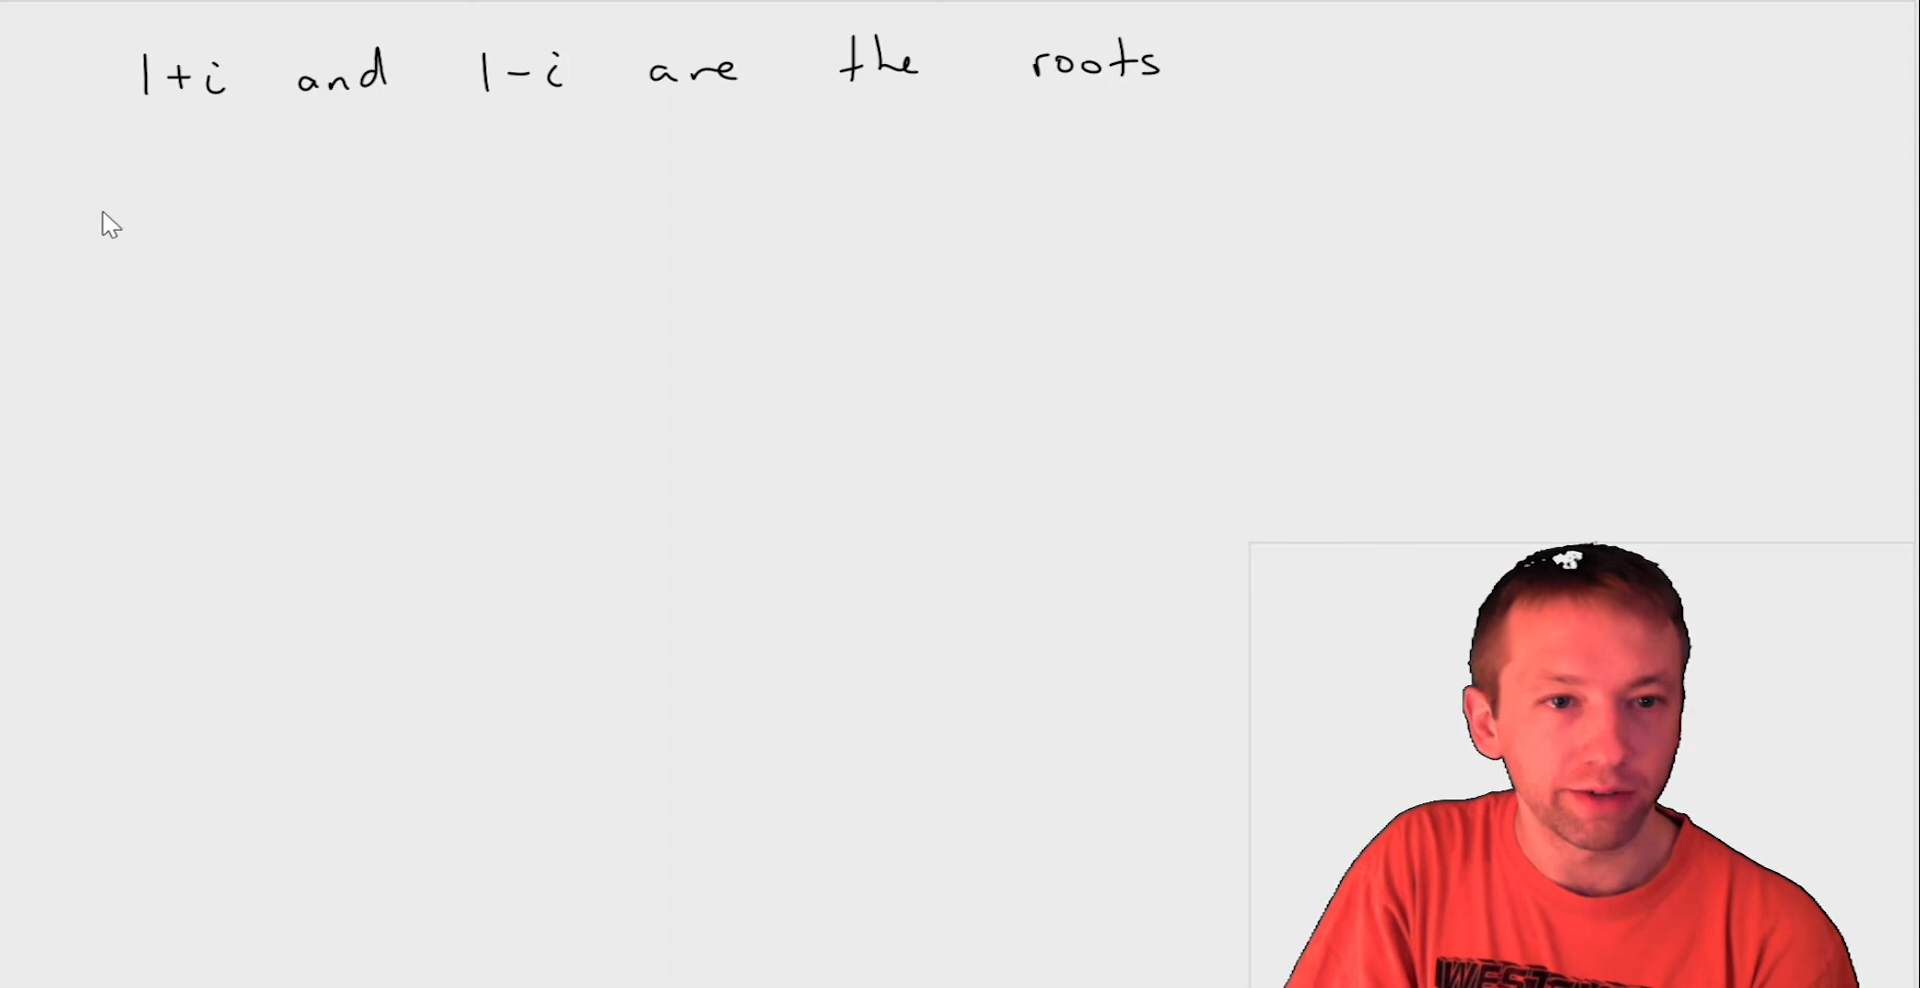 1+i and 1-i are the roots